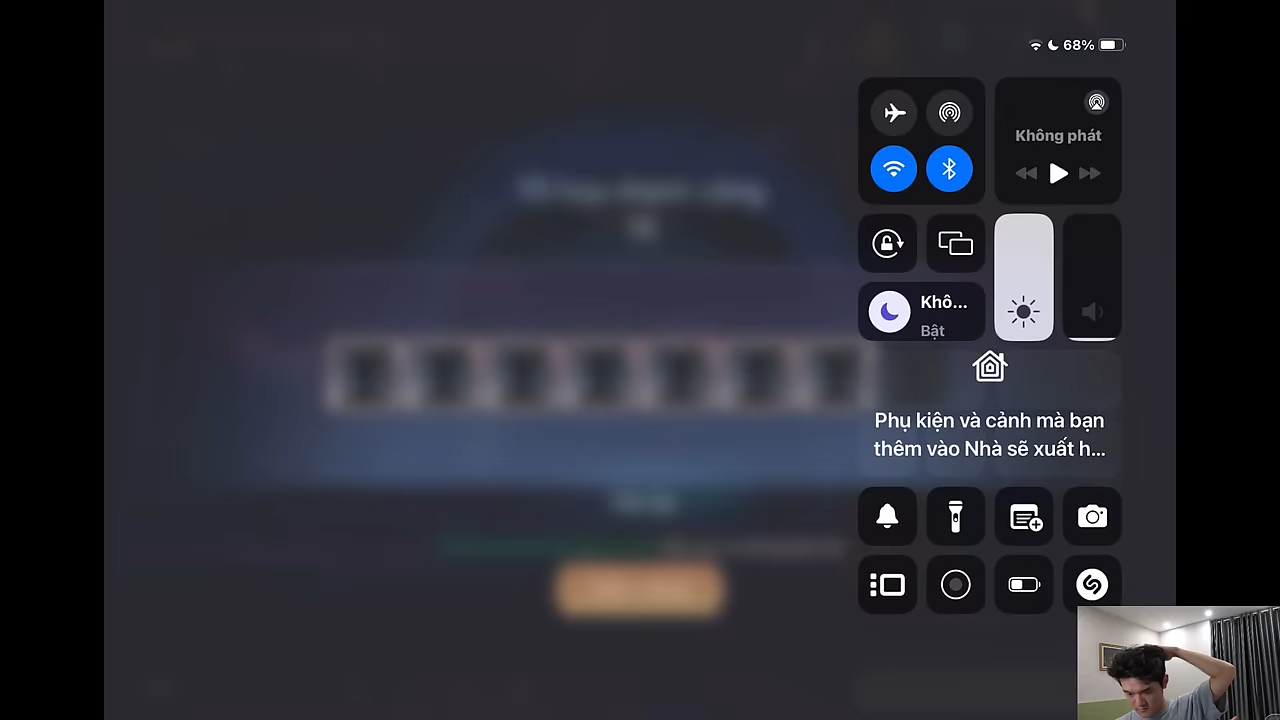 68%
Không phát
Khô...
Bật
Phụ kiện và cảnh mà bạn
thêm vào Nhà sẽ xuất h...